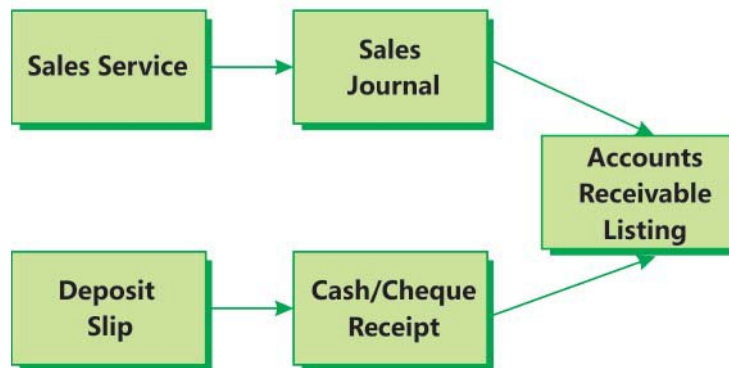 Sales Service
Sales
Journal
Accounts
Receivable
Listing
Deposit
Slip
Cash/Cheque
Receipt